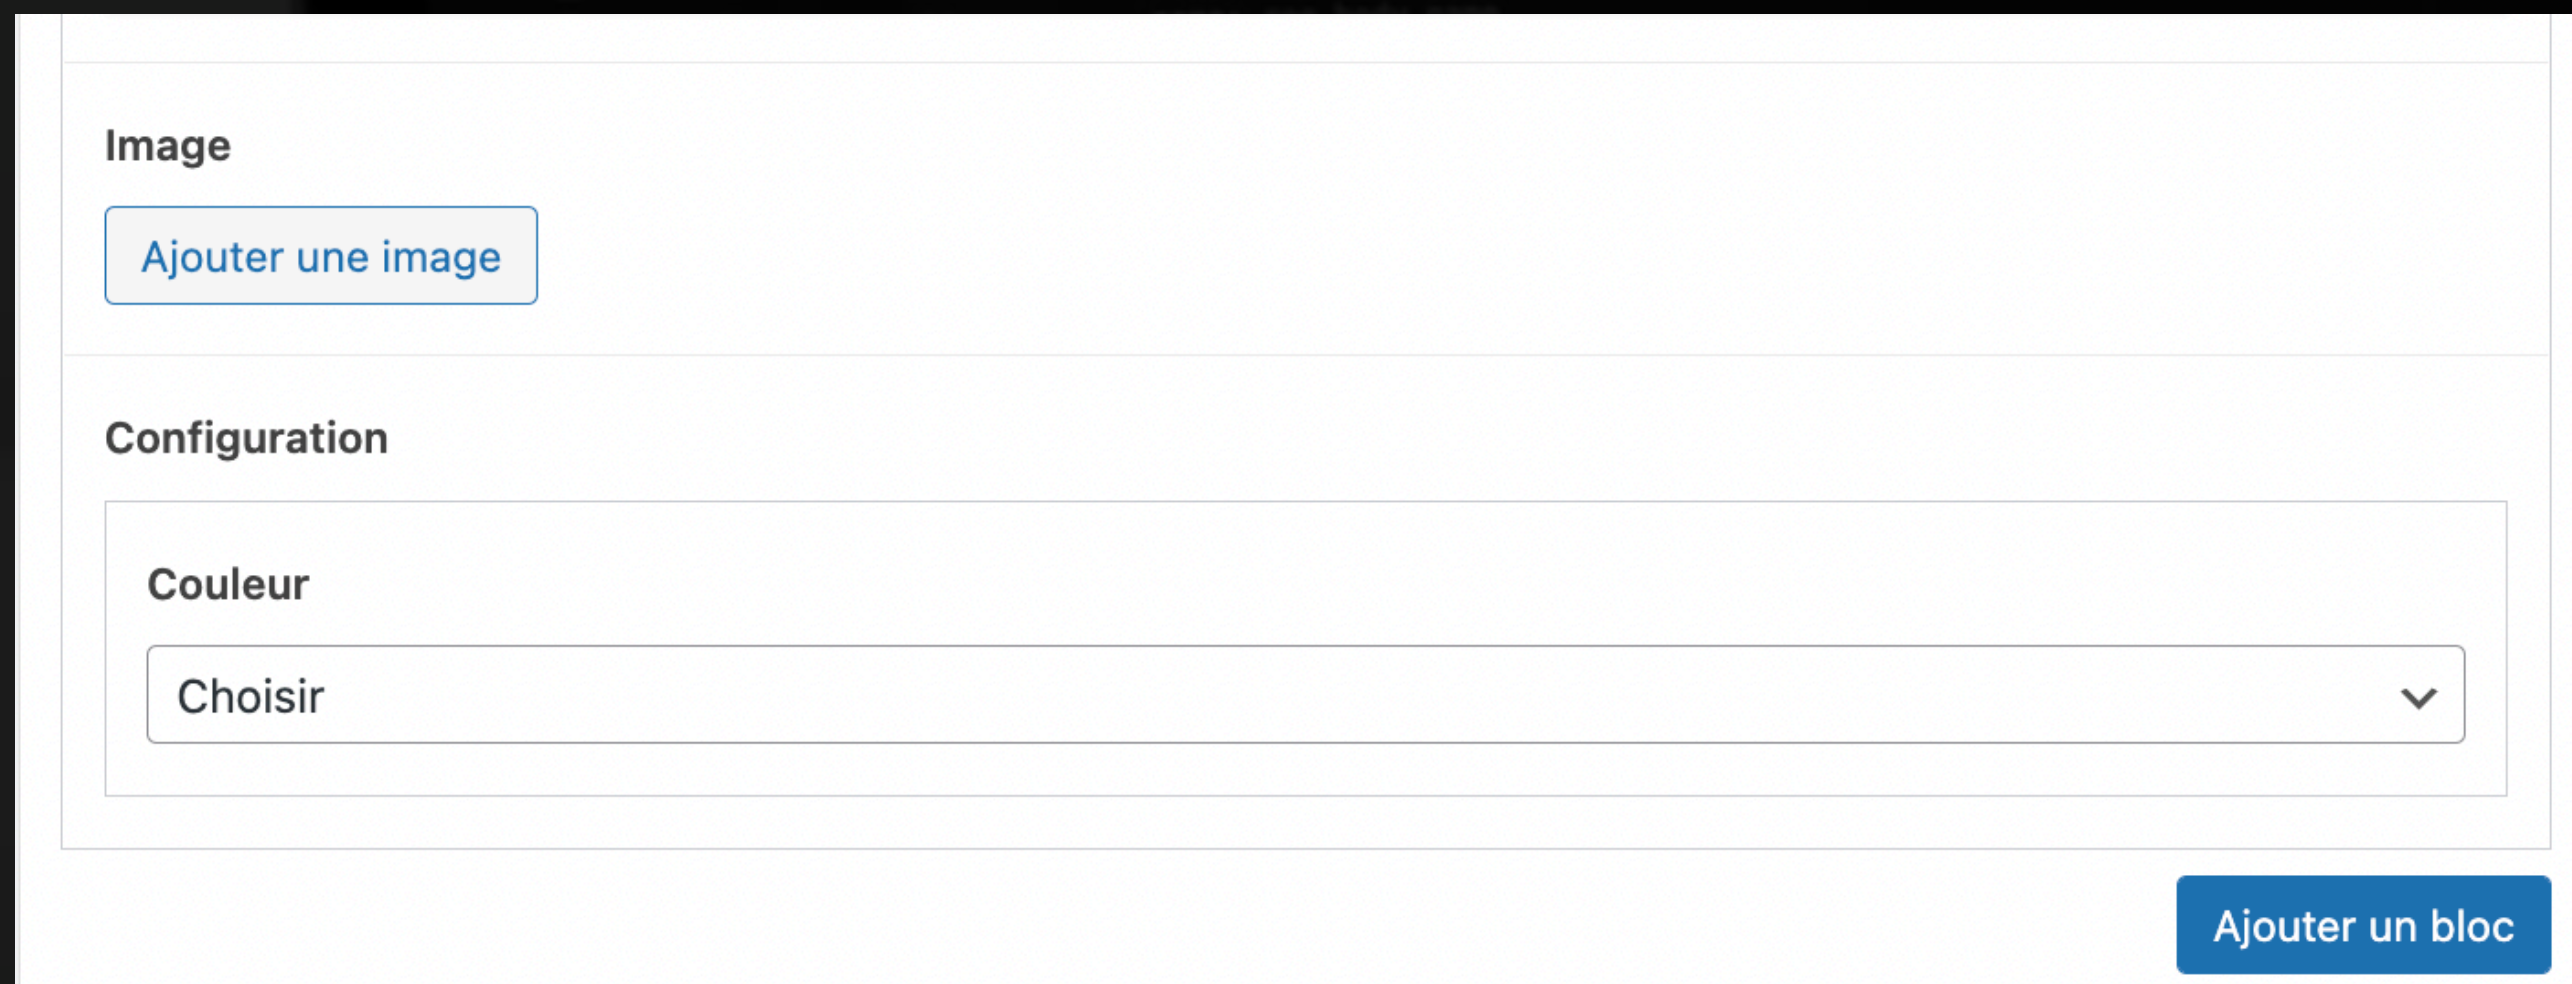 Image
Ajouter une image
Configuration
Couleur
Choisir
Ajouter un bloc